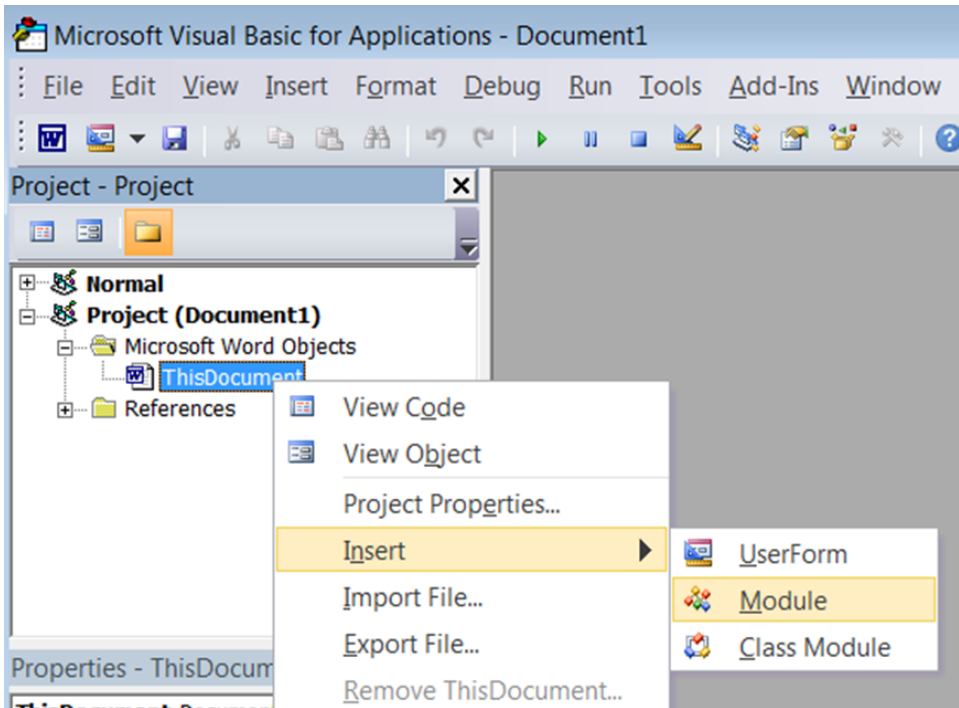 Microsoft Visual Basic for Applications - Document1
File Edit View Insert Format Debug Run Tools Add-Ins Window
Project - Project
Normal
Project (Document1)
Microsoft Word Objects
ThisDocument
References
View Code
View Object
Project Properties...
Insert
Import File...
Export File...
Remove ThisDocument...
UserForm
Module
Class Module
Properties - ThisDocum
ThisDocument Document